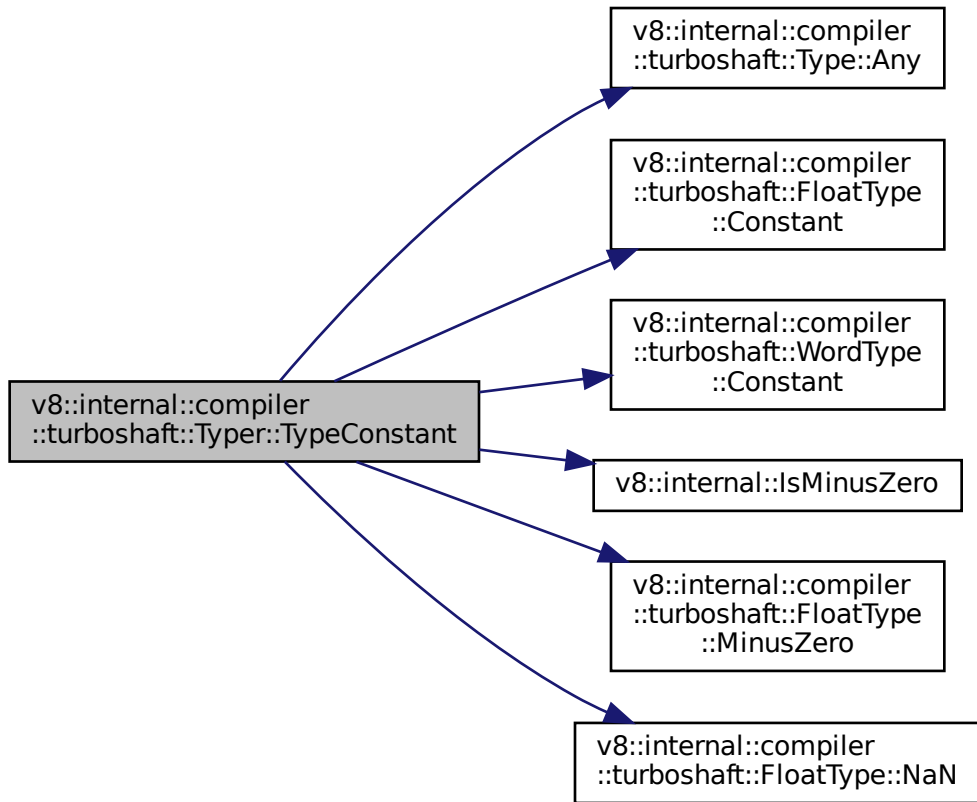 v8::internal::compiler
::turboshaft::Type::Any
v8::internal::compiler
::turboshaft::FloatType
::Constant
v8::internal::compiler
::turboshaft::WordType
::Constant
v8::internal::compiler
::turboshaft::Typer::TypeConstant
v8::internal::IsMinusZero
v8::internal::compiler
::turboshaft::FloatType
::MinusZero
v8::internal::compiler
::turboshaft::FloatType::NaN